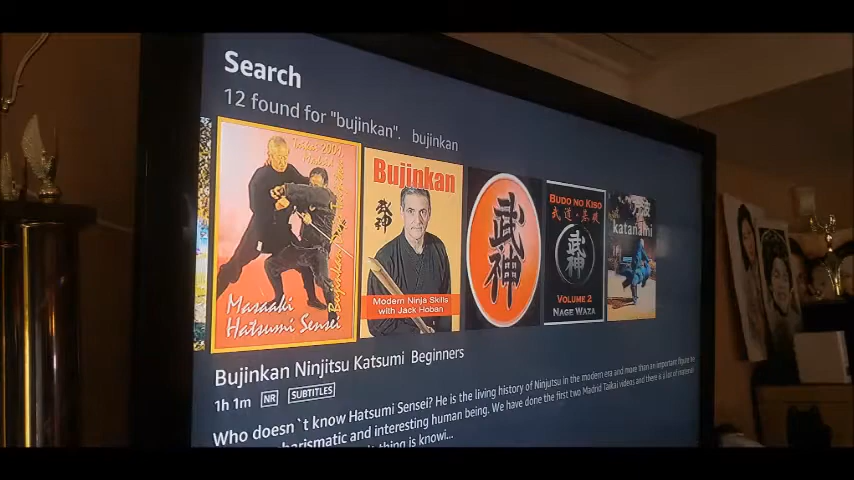 Search
12 found for "bujinkan". bujinkan
Taikai 2001
Madrid
Masaaki
Hatsumi Sensei
Bujinkan
武神
Modern Ninja Skills
with Jack Hoban
武神
BUDO NO KISO
武道・基礎
武神
VOLUME 2
NAGE WAZA
katanami
Bujinkan Ninjitsu Katsumi Beginners
1h 1m NR SUBTITLES
Who doesn`t know Hatsumi Sensei? He is the living history of Ninjutsu in the modern era and more than an important figure
charismatic and interesting human being. We have done the first two Madrid Taikai videos and there is a lot of material
thing is knowi...